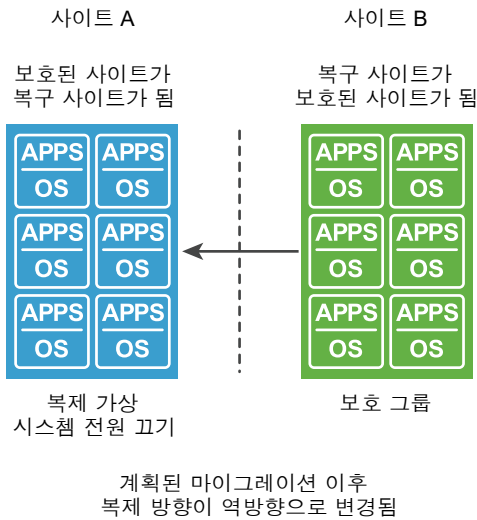 사이트 A
사이트 B
보호된 사이트가
복구 사이트가 됨
복구 사이트가
보호된 사이트가 됨
APPS
OS
APPS
OS
APPS
OS
APPS
OS
APPS
OS
APPS
OS
APPS
OS
APPS
OS
APPS
OS
APPS
OS
APPS
OS
APPS
OS
복제 가상
시스쳄 전원 끄기
보호 그룹
계획된 마이그레이션 이후
복제 방향이 역방향으로 변경됨